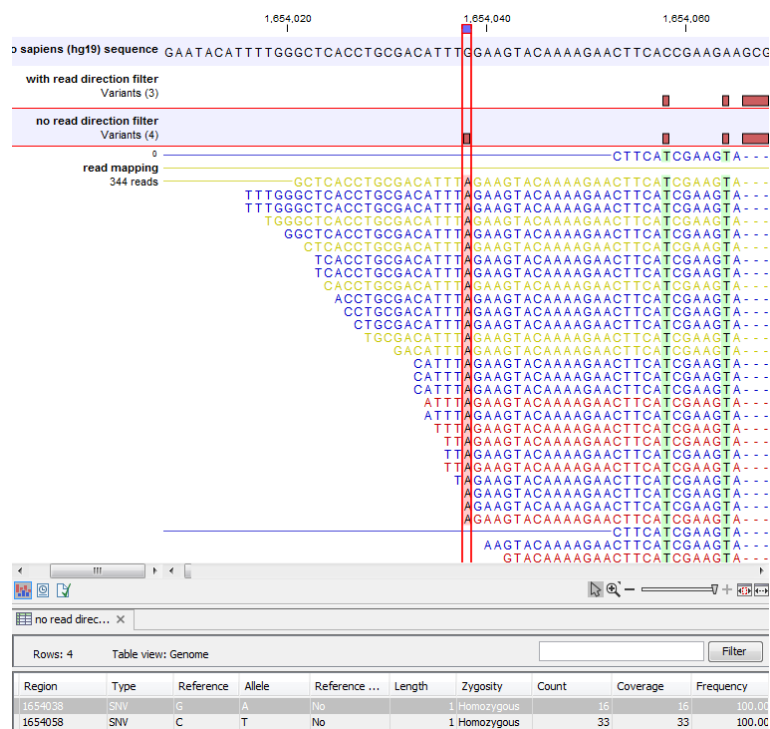 1,654,020 1,654,040 1,654,060
o sapiens (hg19) sequence GAATACATTTTGGGCTCACCTGCGACATTTGGAAGTACAAAAGAACTTCACCGAAGAAGCG
with read direction filter
Variants (3)
no read direction filter
Variants (4)
0 CTTCATCGAAGTA---
read mapping
344 reads GCTCACCTGCGACATTTAGAAGTACAAAAGAACTTCATCGAAGTA---
TTTGGGCTCACCTGCGACATTTAGAAGTACAAAAGAACTTCATCGAAGTA---
TTTGGGCTCACCTGCGACATTTAGAAGTACAAAAGAACTTCATCGAAGTA---
TGGGCTCACCTGCGACATTTAGAAGTACAAAAGAACTTCATCGAAGTA---
GGCTCACCTGCGACATTTAGAAGTACAAAAGAACTTCATCGAAGTA---
CTCACCTGCGACATTTAGAAGTACAAAAGAACTTCATCGAAGTA---
TCACCTGCGACATTTAGAAGTACAAAAGAACTTCATCGAAGTA---
TCACCTGCGACATTTAGAAGTACAAAAGAACTTCATCGAAGTA---
CACCTGCGACATTTAGAAGTACAAAAGAACTTCATCGAAGTA---
ACCTGCGACATTTAGAAGTACAAAAGAACTTCATCGAAGTA---
CCTGCGACATTTAGAAGTACAAAAGAACTTCATCGAAGTA---
CTGCGACATTTAGAAGTACAAAAGAACTTCATCGAAGTA---
TGCGACATTTAGAAGTACAAAAGAACTTCATCGAAGTA---
GACATTTAGAAGTACAAAAGAACTTCATCGAAGTA---
CATTTAGAAGTACAAAAGAACTTCATCGAAGTA---
CATTTAGAAGTACAAAAGAACTTCATCGAAGTA---
CATTTAGAAGTACAAAAGAACTTCATCGAAGTA---
ATTTAGAAGTACAAAAGAACTTCATCGAAGTA---
ATTTAGAAGTACAAAAGAACTTCATCGAAGTA---
TTTAGAAGTACAAAAGAACTTCATCGAAGTA---
TTAGAAGTACAAAAGAACTTCATCGAAGTA---
TTAGAAGTACAAAAGAACTTCATCGAAGTA---
TTAGAAGTACAAAAGAACTTCATCGAAGTA---
TAGAAGTACAAAAGAACTTCATCGAAGTA---
AGAAGTACAAAAGAACTTCATCGAAGTA---
AGAAGTACAAAAGAACTTCATCGAAGTA---
AGAAGTACAAAAGAACTTCATCGAAGTA---
CTTCATCGAAGTA---
AAGTACAAAAGAACTTCATCGAAGTA---
GTACAAAAGAACTTCATCGAAGTA---
no read direc...
Rows: 4 Table view: Genome Filter
Region Type Reference Allele Reference ... Length Zygosity Count Coverage Frequency
1654038 SNV G A No 1 Homozygous 16 16 100.00
1654058 SNV C T No 1 Homozygous 33 33 100.00